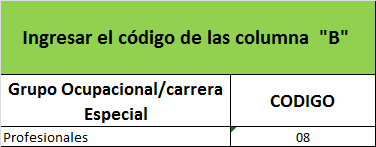 Ingresar el código de las columna "B"
Grupo Ocupacional/carrera
Especial
CODIGO
Profesionales 08